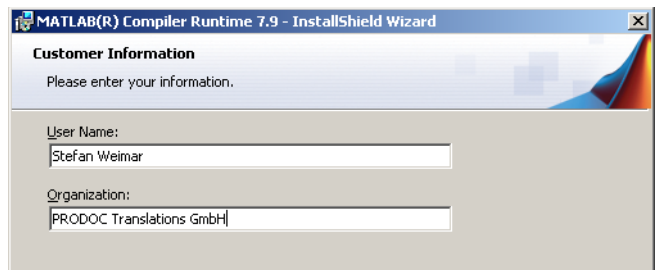 MATLAB(R) Compiler Runtime 7.9 - InstallShield Wizard
Customer Information
Please enter your information.
User Name:
Stefan Weimar
Organization:
PRODOC Translations GmbH